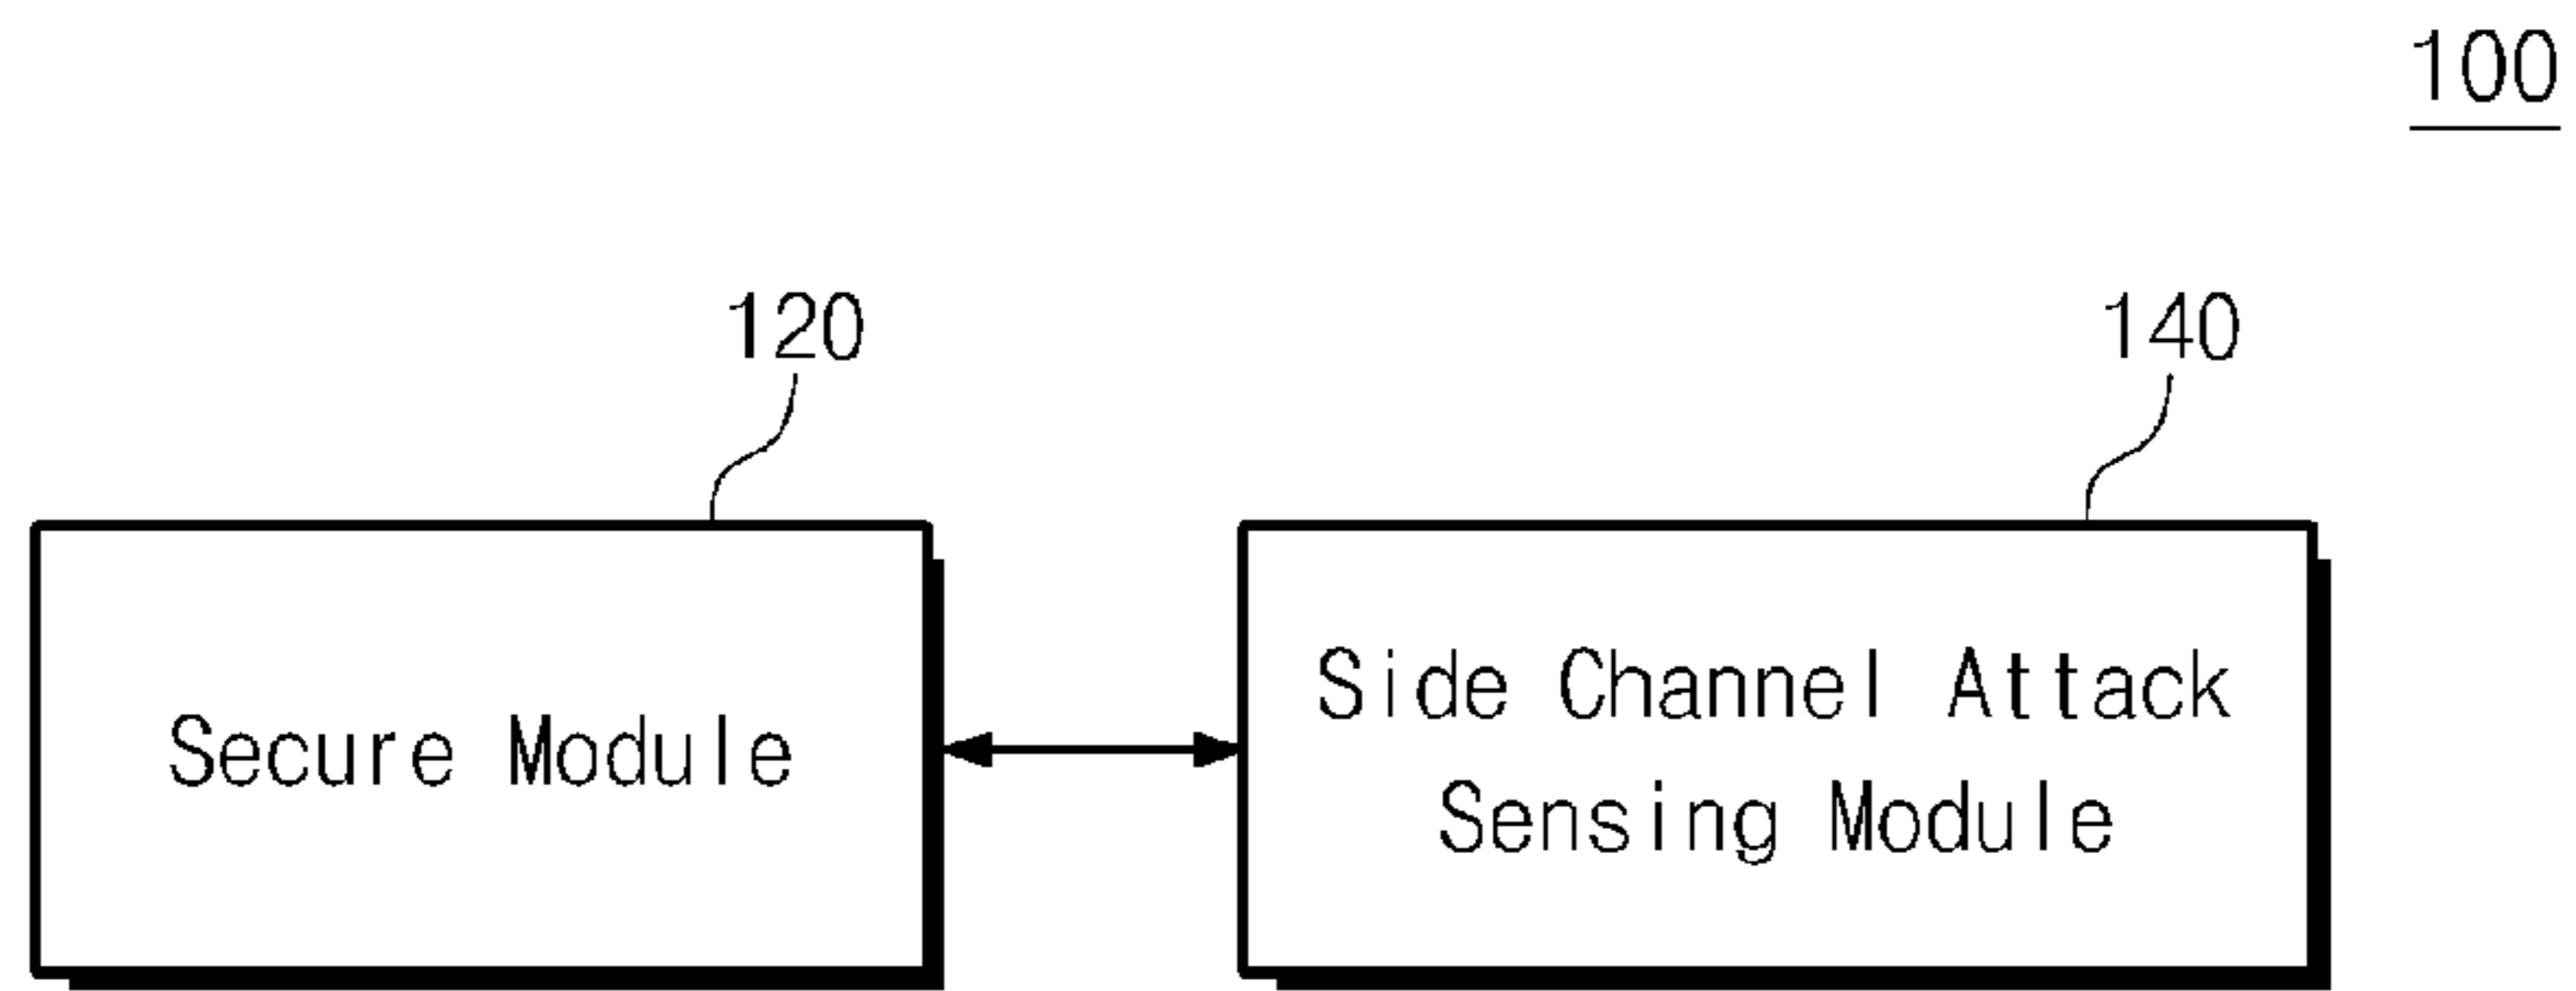 100
120
140
Secure Module
Side Channel Attack
Sensing Module